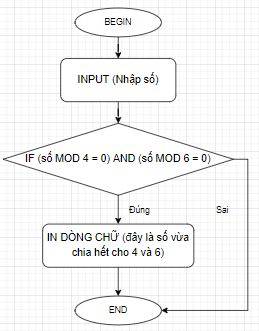 BEGIN
INPUT (Nhập số)
IF (số MOD 4 = 0) AND (số MOD 6 = 0)
Đúng
Sai
IN DÒNG CHỮ (đây là số vừa
chia hết cho 4 và 6)
END